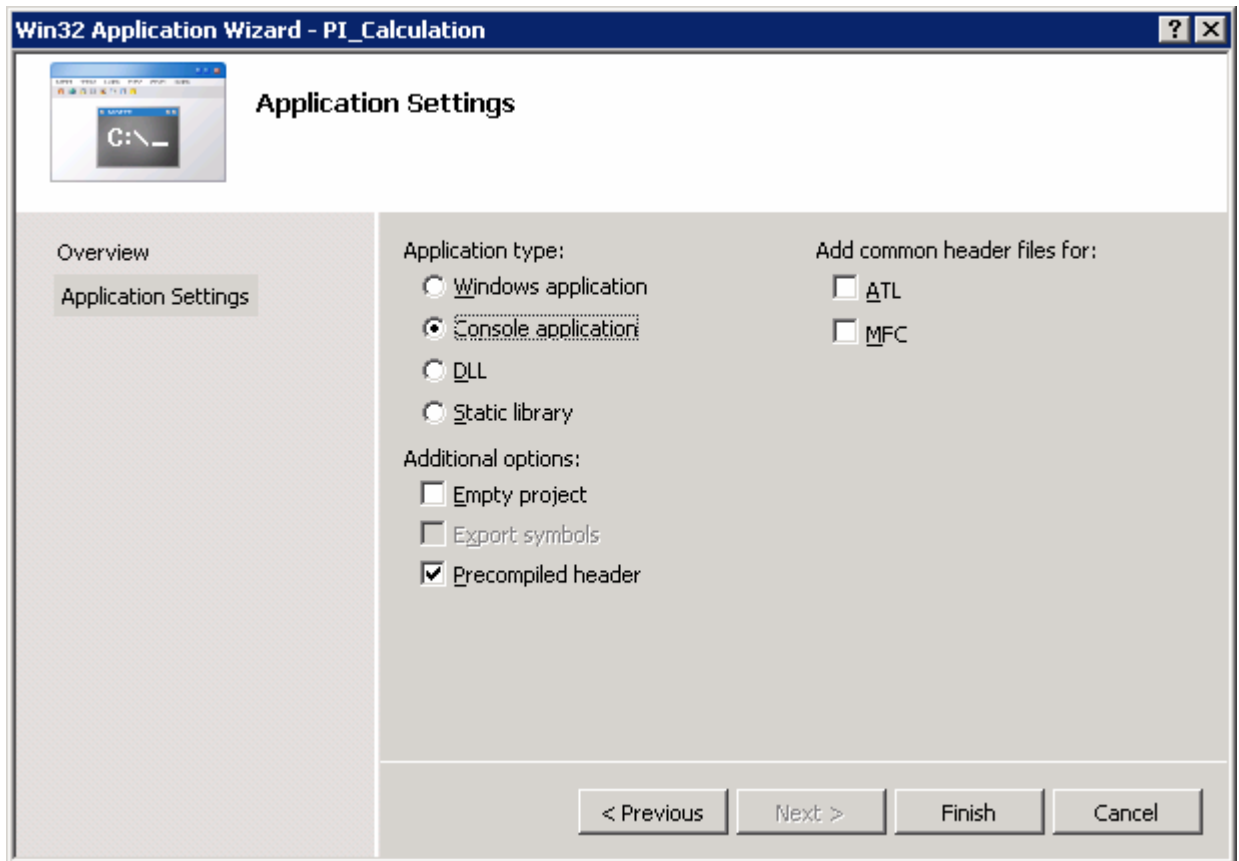 Win32 Application Wizard - PI_Calculation
C:\_
Application Settings
Overview
Application Settings
Application type:
Windows application
Console application
DLL
Static library
Additional options:
Empty project
Export symbols
Precompiled header
Add common header files for:
ATL
MFC
< Previous
Next >
Finish
Cancel